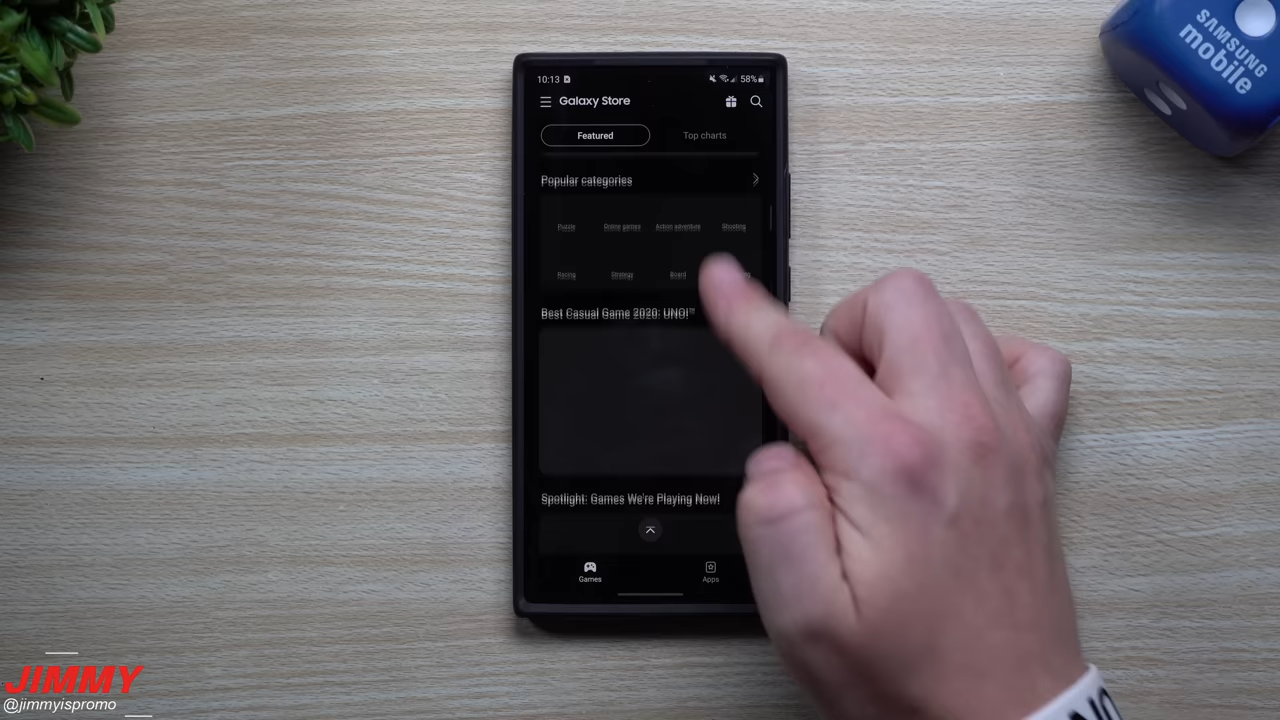 SAMSUNG
mobile
10:13
58%
Galaxy Store
Featured
Top charts
Popular categories
Puzzle
Online games
Action adventure
Shooting
Racing
Strategy
Board
Best Casual Game 2020: UNO!™
Spotlight: Games We're Playing Now!
Games
Apps
JIMMY
@jimmyispromo